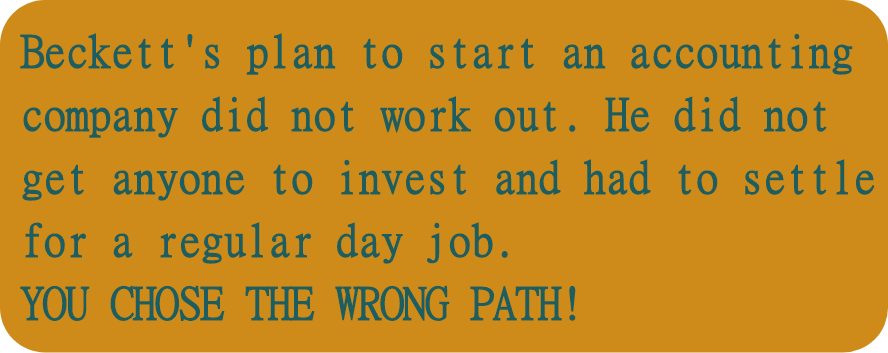 Beckett's plan to start an accounting
company did not work out. He did not
get anyone to invest and had to settle
for a regular day job.
YOU CHOSE THE WRONG PATH!